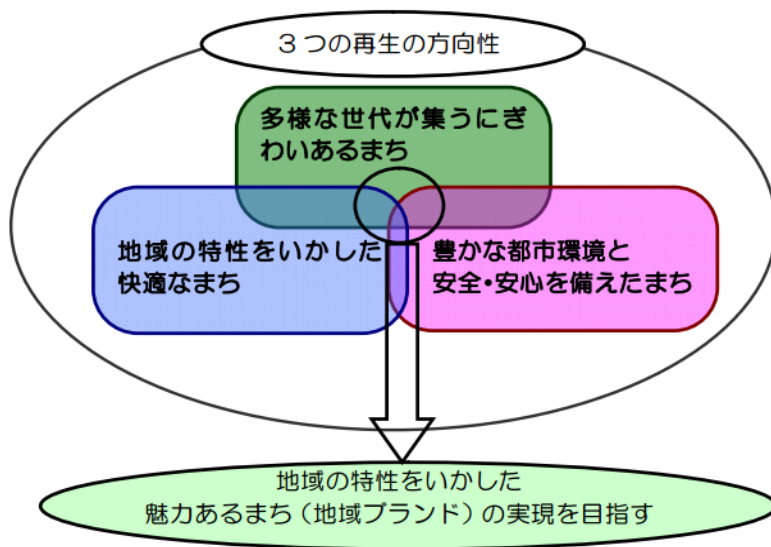 ３つの再生の方向性
多様な世代が集うにぎ
わいあるまち
地域の特性をいかした
快適なまち
豊かな都市環境と
安全・安心を備えたまち
地域の特性をいかした
魅力あるまち（地域ブランド）の実現を目指す